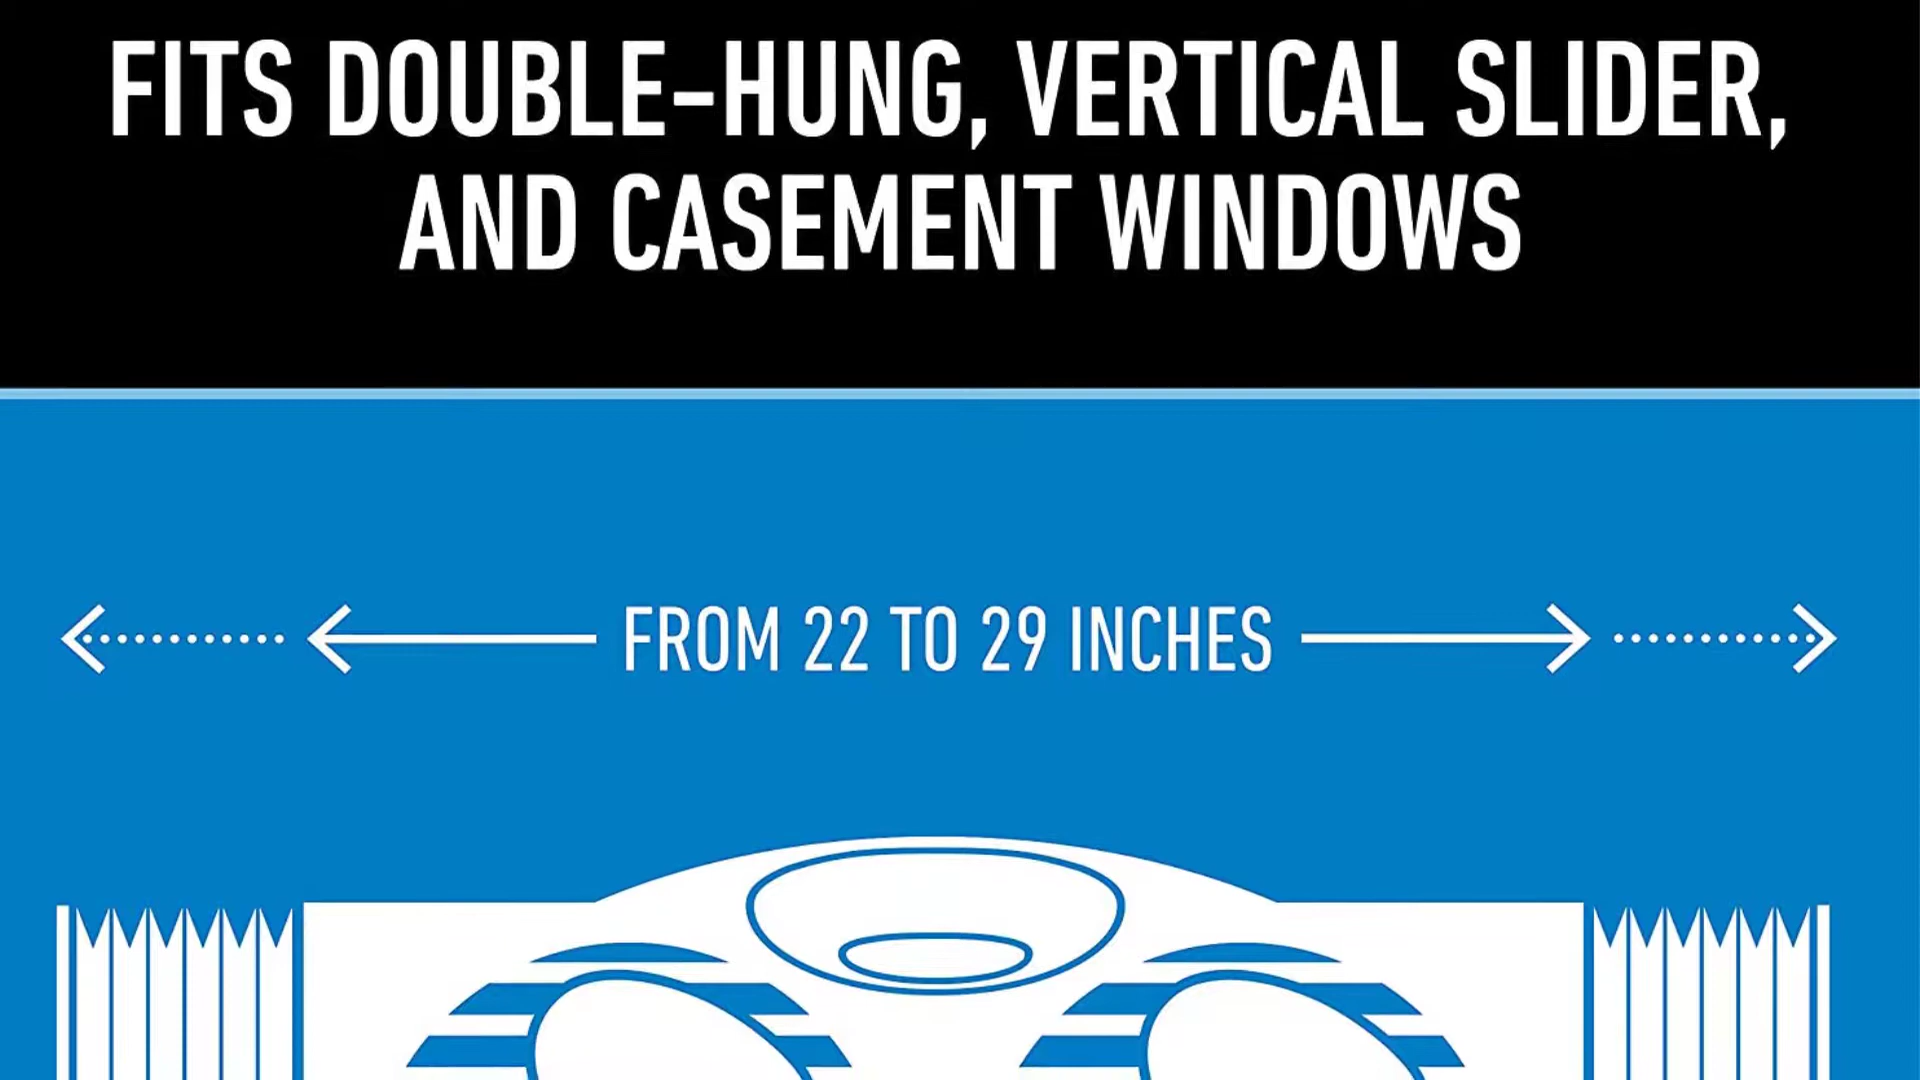 FITS DOUBLE-HUNG, VERTICAL SLIDER,
AND CASEMENT WINDOWS
FROM 22 TO 29 INCHES